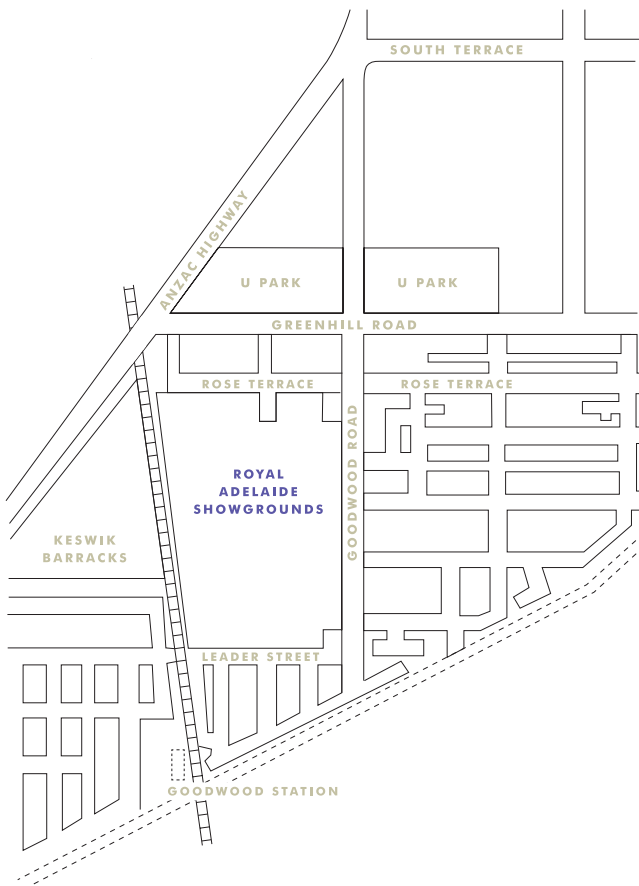 SOUTH TERRACE
ANZAC HIGHWAY
U PARK
U PARK
GREENHILL ROAD
ROSE TERRACE
ROSE TERRACE
GOODWOOD ROAD
ROYAL
ADELAIDE
SHOWGROUNDS
KESWIK
BARRACKS
LEADER STREET
GOODWOOD STATION